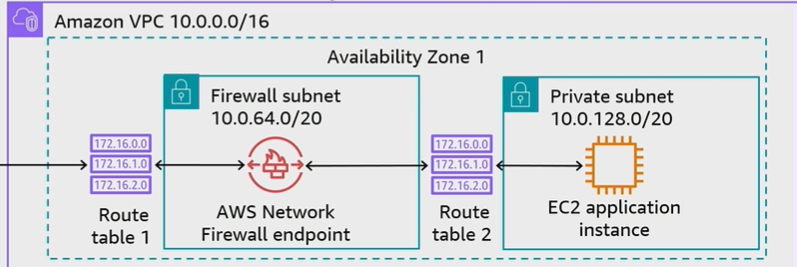 Amazon VPC 10.0.0.0/16
Availability Zone 1
Firewall subnet
10.0.64.0/20
Private subnet
10.0.128.0/20
172.16.0.0
172.16.1.0
172.16.2.0
172.16.0.0
172.16.1.0
172.16.2.0
Route
table 1
AWS Network
Firewall endpoint
Route
table 2
EC2 application
instance